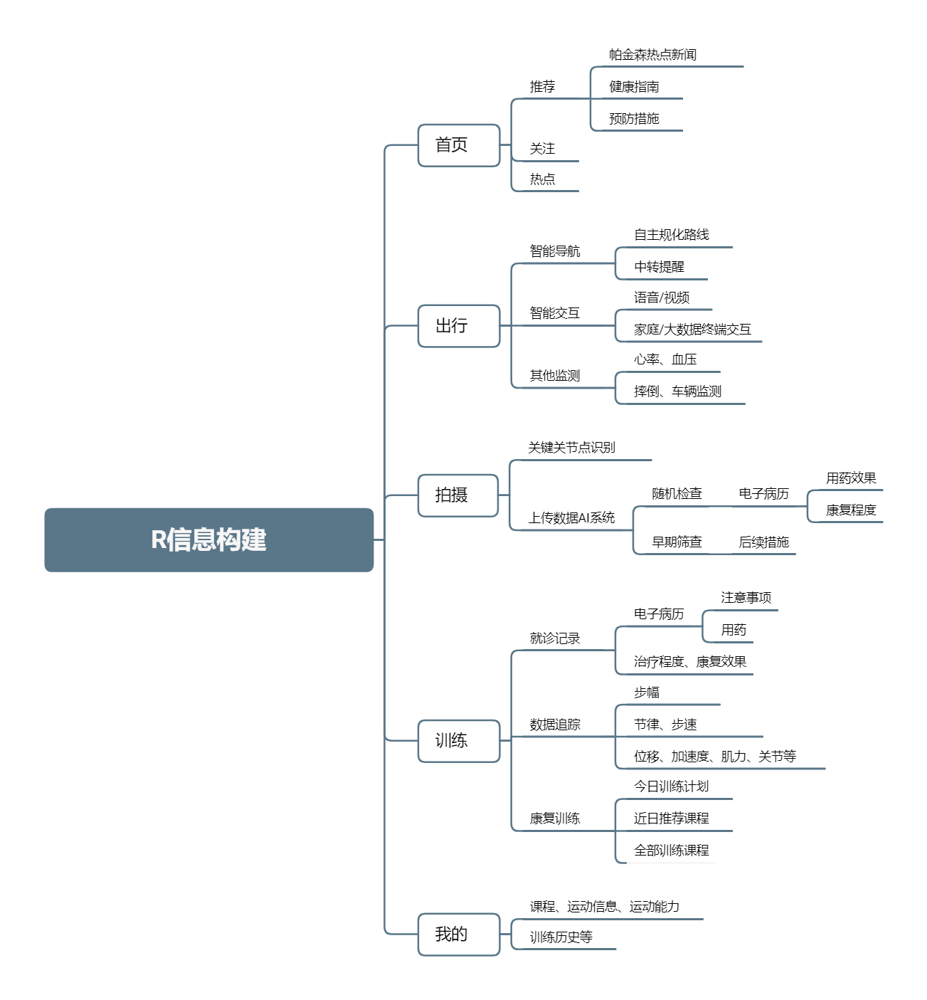 R信息构建
首页
推荐
帕金森热点新闻
健康指南
预防措施
关注
热点
出行
智能导航
自主规化路线
中转提醒
智能交互
语音/视频
家庭/大数据终端交互
其他监测
心率、血压
摔倒、车辆监测
拍摄
关键关节点识别
上传数据AI系统
随机检查
电子病历
用药效果
康复程度
早期筛查
后续措施
训练
就诊记录
电子病历
注意事项
用药
治疗程度、康复效果
数据追踪
步幅
节律、步速
位移、加速度、肌力、关节等
康复训练
今日训练计划
近日推荐课程
全部训练课程
我的
课程、运动信息、运动能力
训练历史等